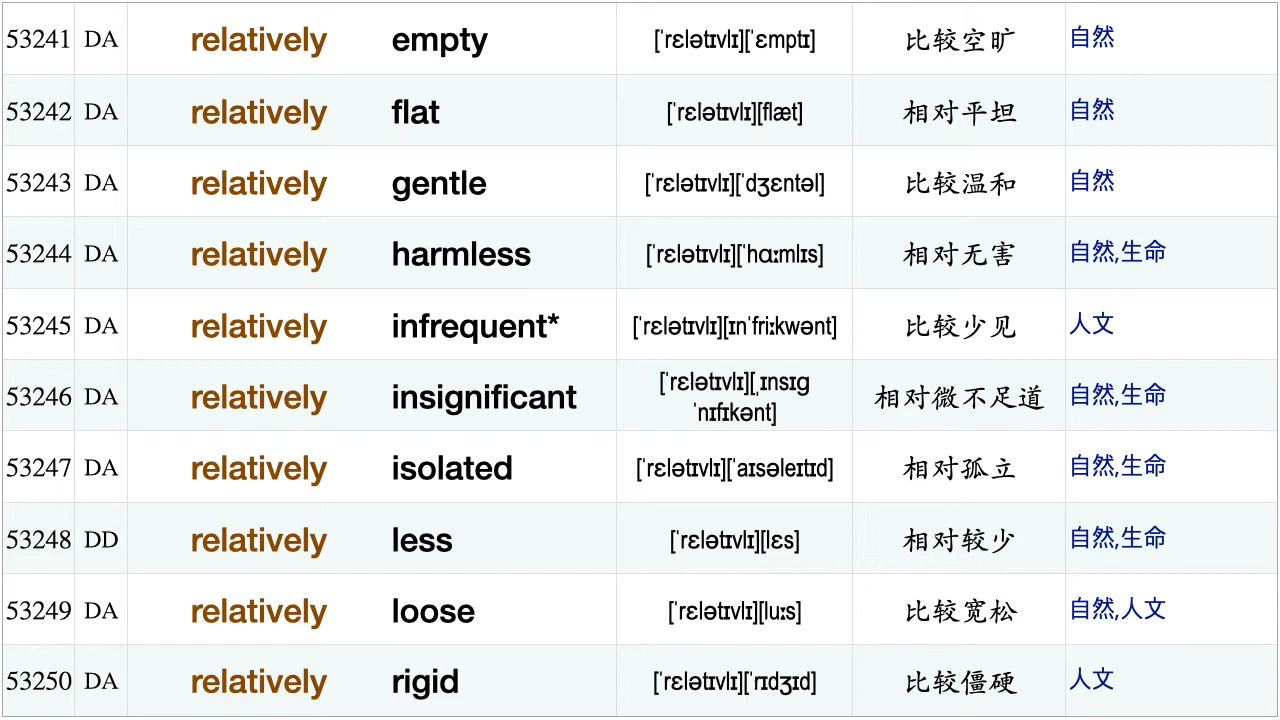 53241 DA relatively empty [ˈrɛlətɪvlɪ][ˈɛmptɪ] 比较空旷 自然
53242 DA relatively flat [ˈrɛlətɪvlɪ][flæt] 相对平坦 自然
53243 DA relatively gentle [ˈrɛlətɪvlɪ][ˈdʒɛntəl] 比较温和 自然
53244 DA relatively harmless [ˈrɛlətɪvlɪ][ˈhɑːmlɪs] 相对无害 自然,生命
53245 DA relatively infrequent* [ˈrɛlətɪvlɪ][ɪnˈfriːkwənt] 比较少见 人文
53246 DA relatively insignificant [ˈrɛlətɪvlɪ][ˌɪnsɪg
ˈnɪfɪkənt] 相对微不足道 自然,生命
53247 DA relatively isolated [ˈrɛlətɪvlɪ][ˈaɪsəleɪtɪd] 相对孤立 自然,生命
53248 DD relatively less [ˈrɛlətɪvlɪ][lɛs] 相对较少 自然,生命
53249 DA relatively loose [ˈrɛlətɪvlɪ][luːs] 比较宽松 自然,人文
53250 DA relatively rigid [ˈrɛlətɪvlɪ][ˈrɪdʒɪd] 比较僵硬 人文